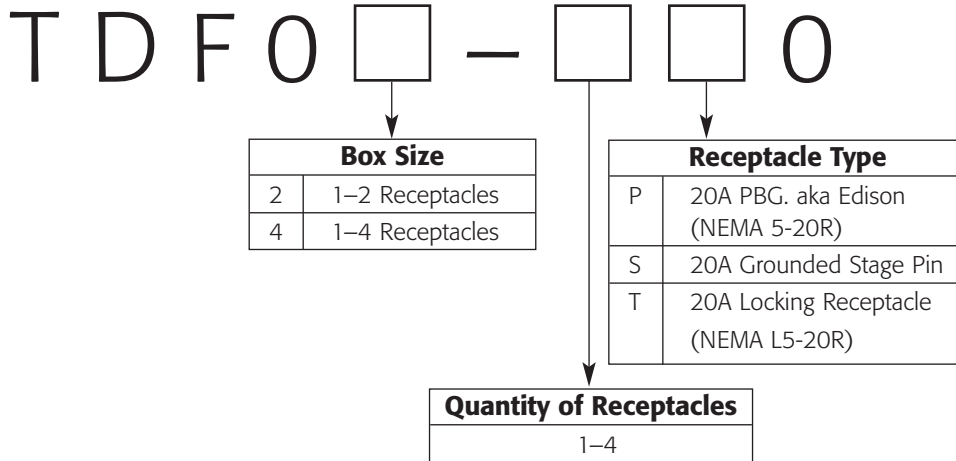 TDF0 – 0
Box Size
2 1–2 Receptacles
4 1–4 Receptacles
Receptacle Type
P 20A PBG. aka Edison
(NEMA 5-20R)
S 20A Grounded Stage Pin
T 20A Locking Receptacle
(NEMA L5-20R)
Quantity of Receptacles
1–4